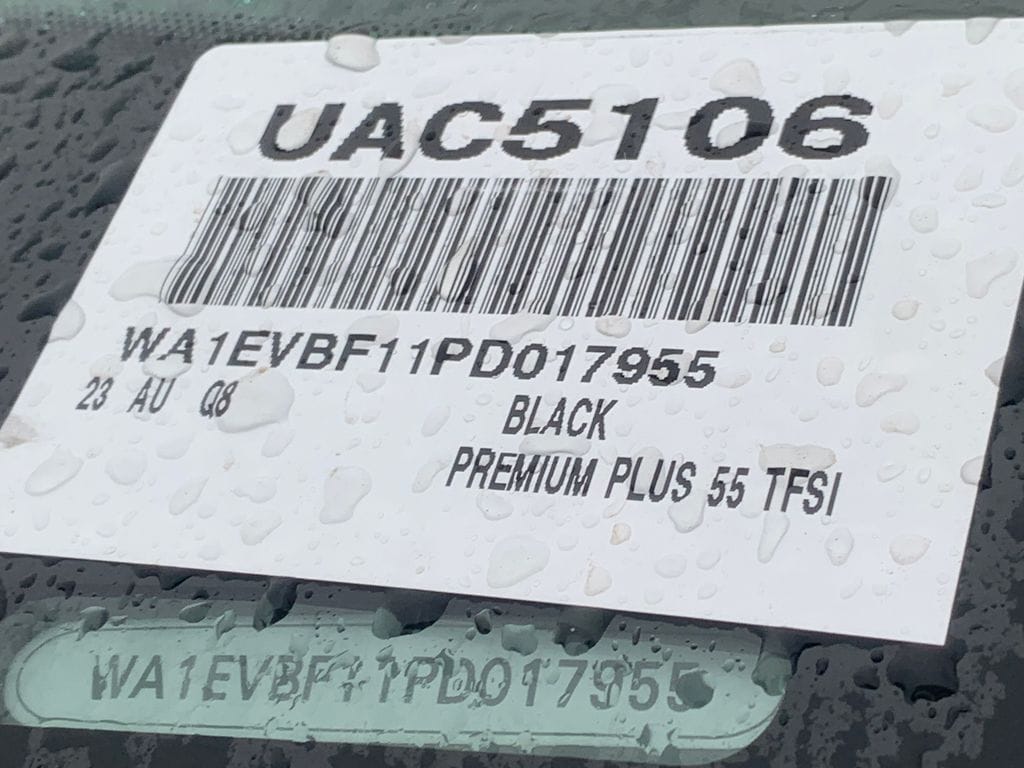 UAC5106
WA1EVBF11PD017955
23 AU Q8
BLACK
PREMIUM PLUS 55 TFSI
WA1EVBF11PD017955